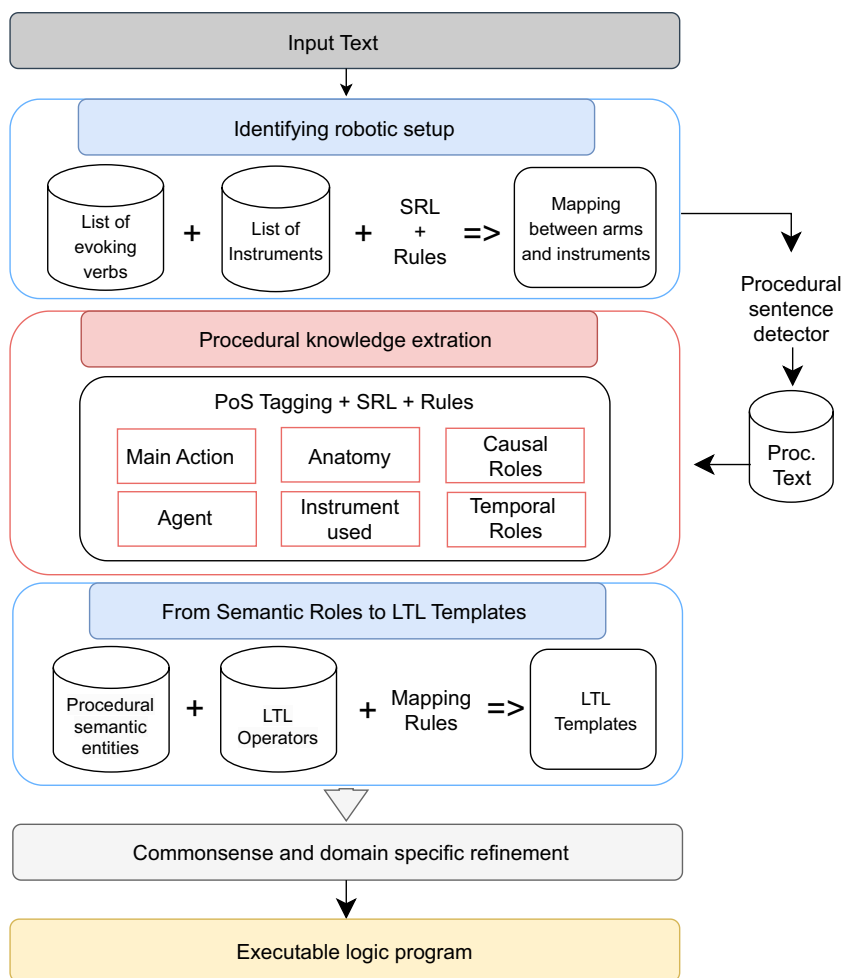 Input Text
Identifying robotic setup
List of
evoking
verbs
+
List of
Instruments
+
SRL
+
Rules
=>
Mapping
between arms
and instruments
Procedural
sentence
detector
Proc.
Text
Procedural knowledge extration
PoS Tagging + SRL + Rules
Main Action
Anatomy
Causal
Roles
Agent
Instrument
used
Temporal
Roles
From Semantic Roles to LTL Templates
Procedural
semantic
entities
+
LTL
Operators
+
Mapping
Rules
=>
LTL
Templates
Commonsense and domain specific refinement
Executable logic program